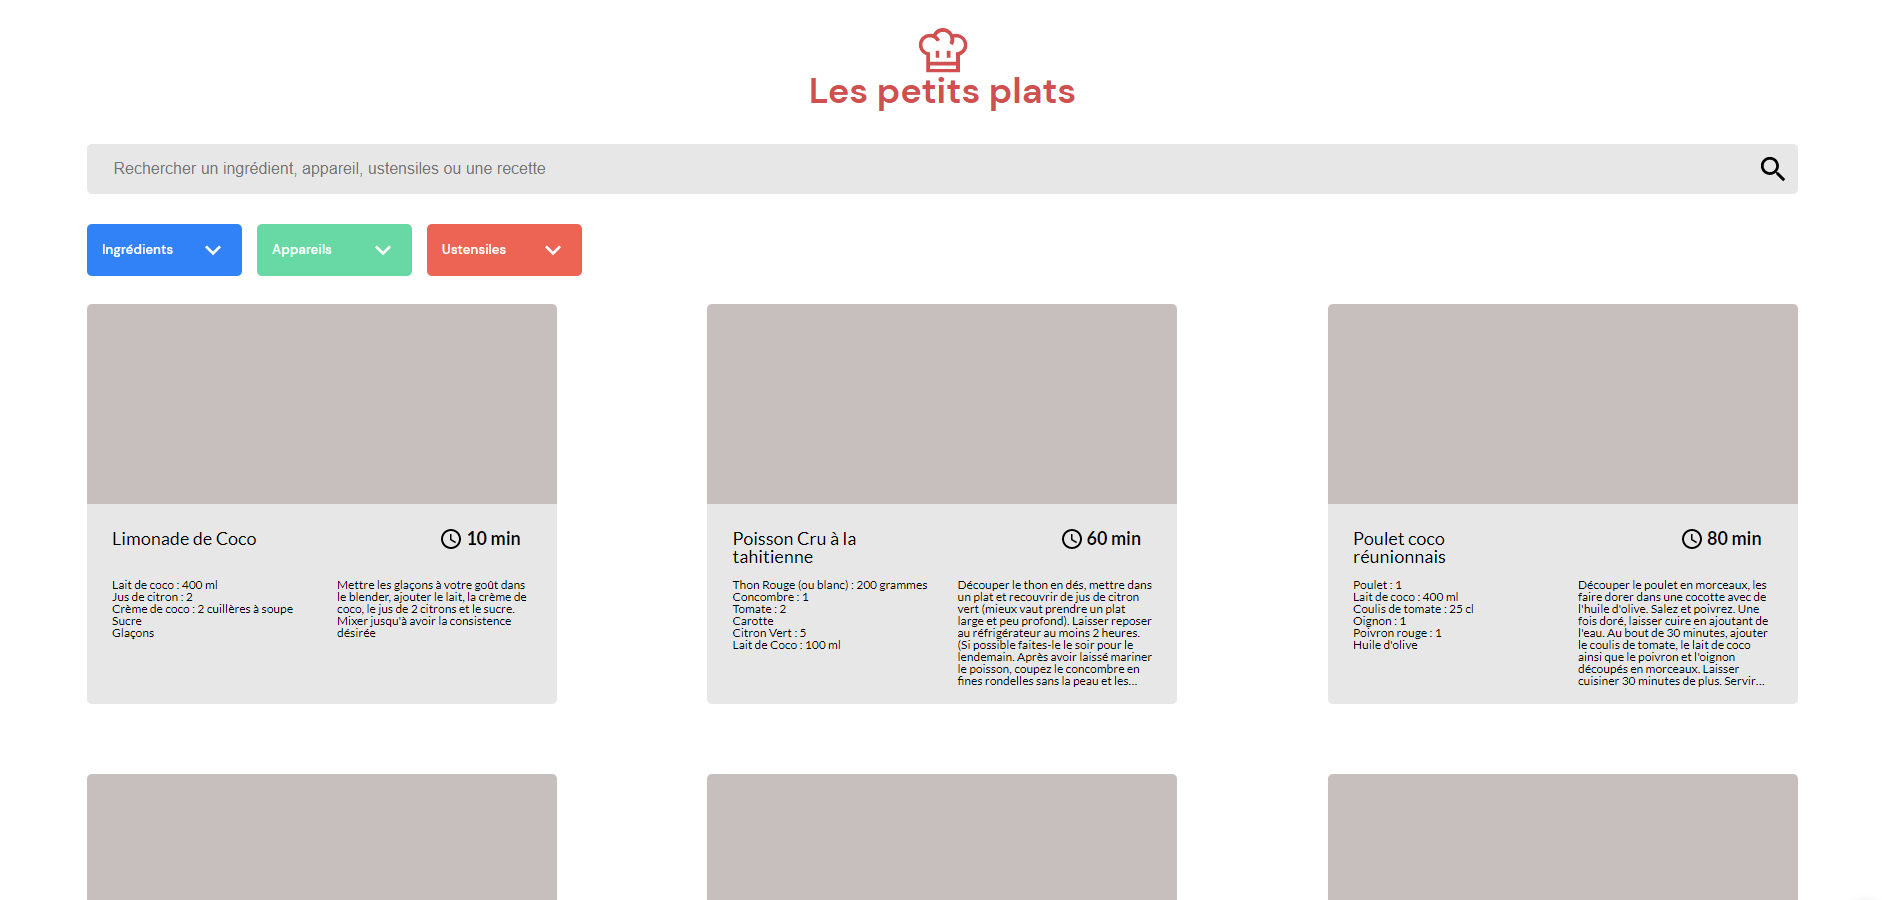 Les petits plats
Rechercher un ingrédient, appareil, ustensiles ou une recette
Ingrédients
Appareils
Ustensiles
Limonade de Coco
10 min
Lait de coco : 400 ml
Jus de citron : 2
Crème de coco : 2 cuillères à soupe
Sucre
Glaçons
Mettre les glaçons à votre goût dans
le blender, ajouter le lait, la crème de
coco, le jus de 2 citrons et le sucre.
Mixer jusqu'à avoir la consistence
désirée
Poisson Cru à la
tahitienne
60 min
Thon Rouge (ou blanc) : 200 grammes
Concombre : 1
Tomate : 2
Carotte
Citron Vert : 5
Lait de Coco : 100 ml
Découper le thon en dés, mettre dans
un plat et recouvrir de jus de citron
vert (mieux vaut prendre un plat
large et peu profond). Laisser reposer
au réfrigérateur au moins 2 heures.
(Si possible faites-le le soir pour le
lendemain. Après avoir laissé mariner
le poisson, coupez le concombre en
fines rondelles sans la peau et les...
Poulet coco
réunionnais
80 min
Poulet : 1
Lait de coco : 400 ml
Coulis de tomate : 25 cl
Oignon : 1
Poivron rouge : 1
Huile d'olive
Découper le poulet en morceaux, les
faire dorer dans une cocotte avec de
l'huile d'olive. Salez et poivrez. Une
fois doré, laisser cuire en ajoutant de
l'eau. Au bout de 30 minutes, ajouter
le coulis de tomate, le lait de coco
ainsi que le poivron et l'oignon
découpés en morceaux. Laisser
cuisiner 30 minutes de plus. Servir...